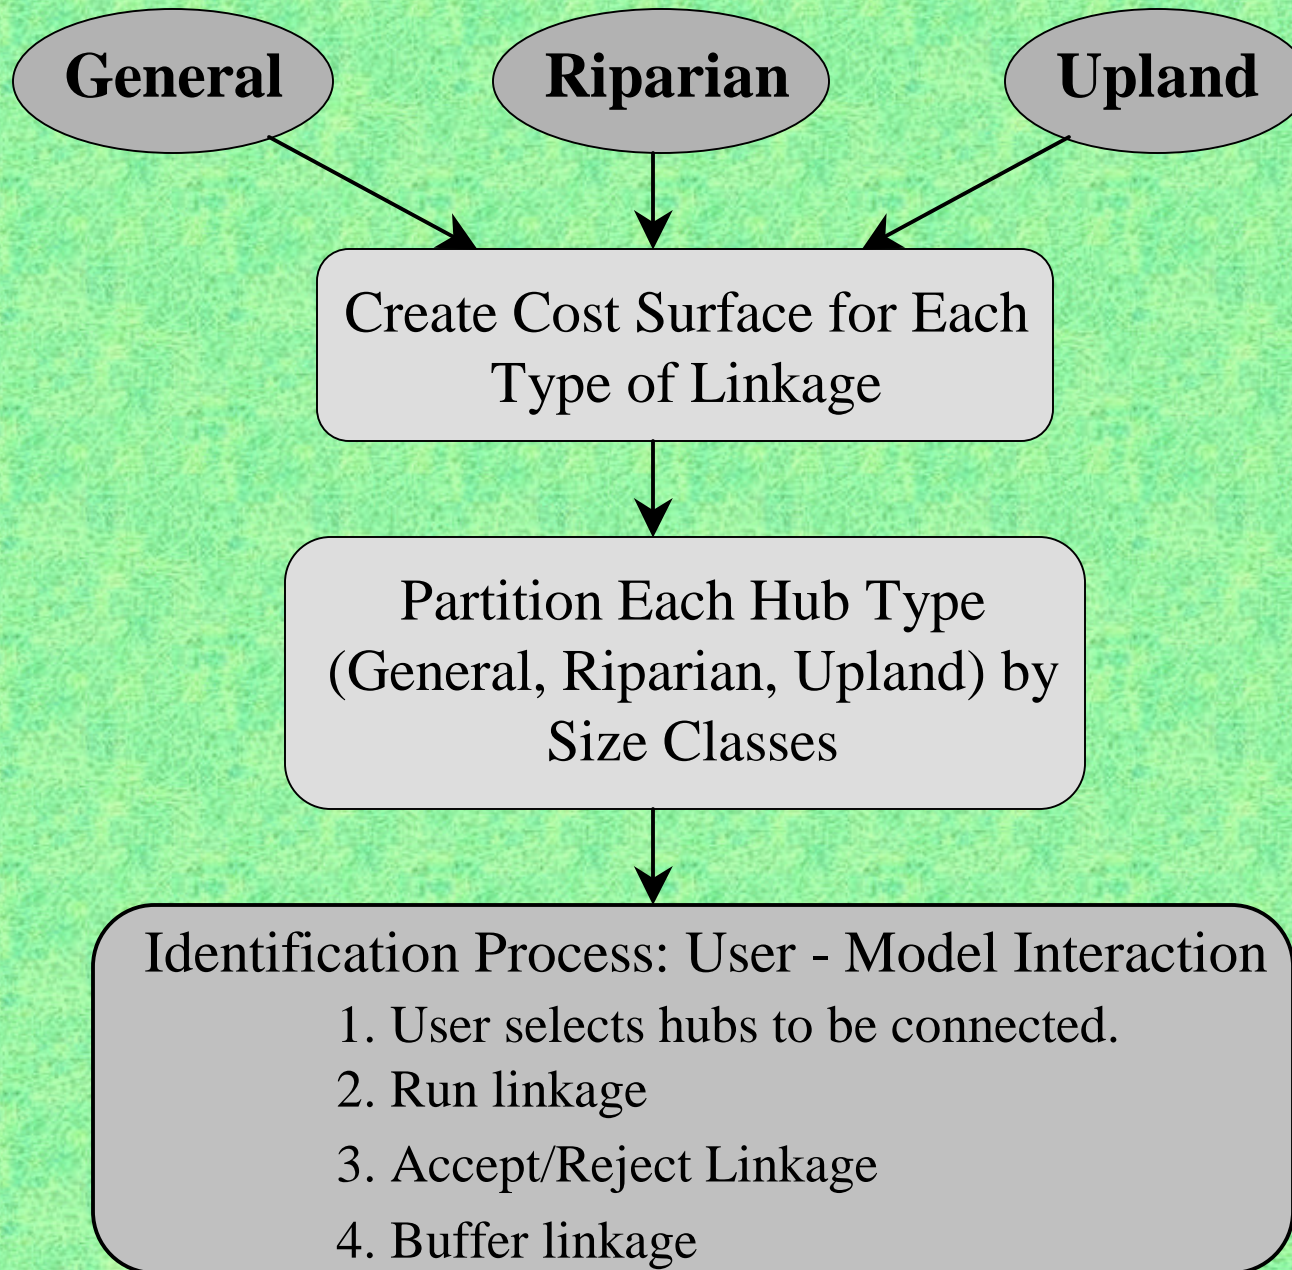 General
Riparian
Upland
Create Cost Surface for Each
Type of Linkage
Partition Each Hub Type
(General, Riparian, Upland) by
Size Classes
Identification Process: User - Model Interaction
1. User selects hubs to be connected.
2. Run linkage
3. Accept/Reject Linkage
4. Buffer linkage